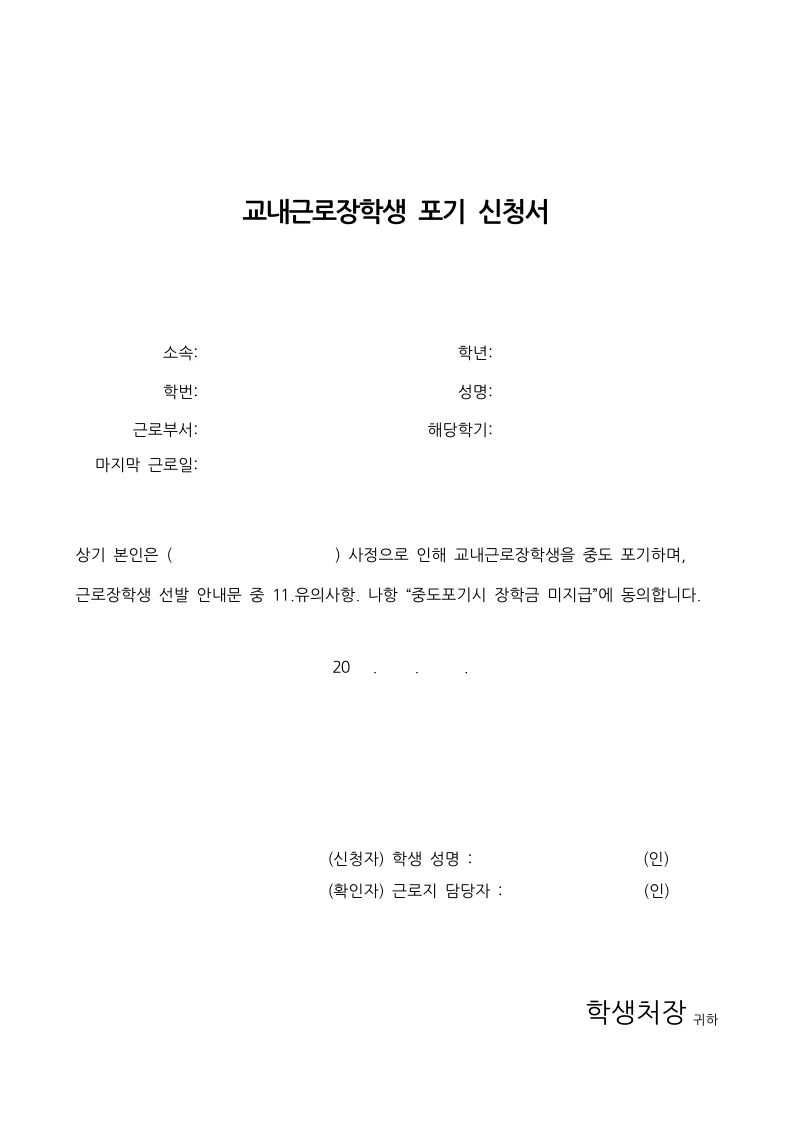 교내근로장학생 포기 신청서
소속: 학년:
학번: 성명:
근로부서: 해당학기:
마지막 근로일:
상기 본인은 ( ) 사정으로 인해 교내근로장학생을 중도 포기하며,
근로장학생 선발 안내문 중 11.유의사항. 나항 “중도포기시 장학금 미지급”에 동의합니다.
20 . . .
(신청자) 학생 성명 : (인)
(확인자) 근로지 담당자 : (인)
학생처장 귀하